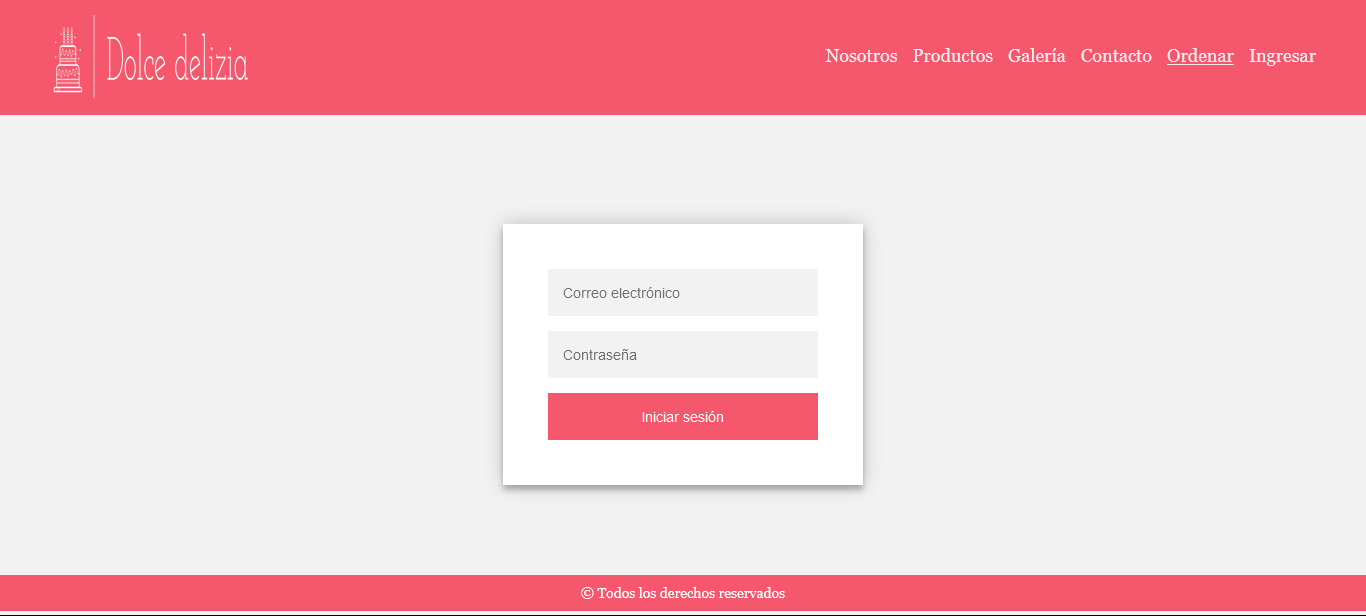 Dolce delizia
Nosotros Productos Galería Contacto Ordenar Ingresar
Correo electrónico
Contraseña
Iniciar sesión
© Todos los derechos reservados